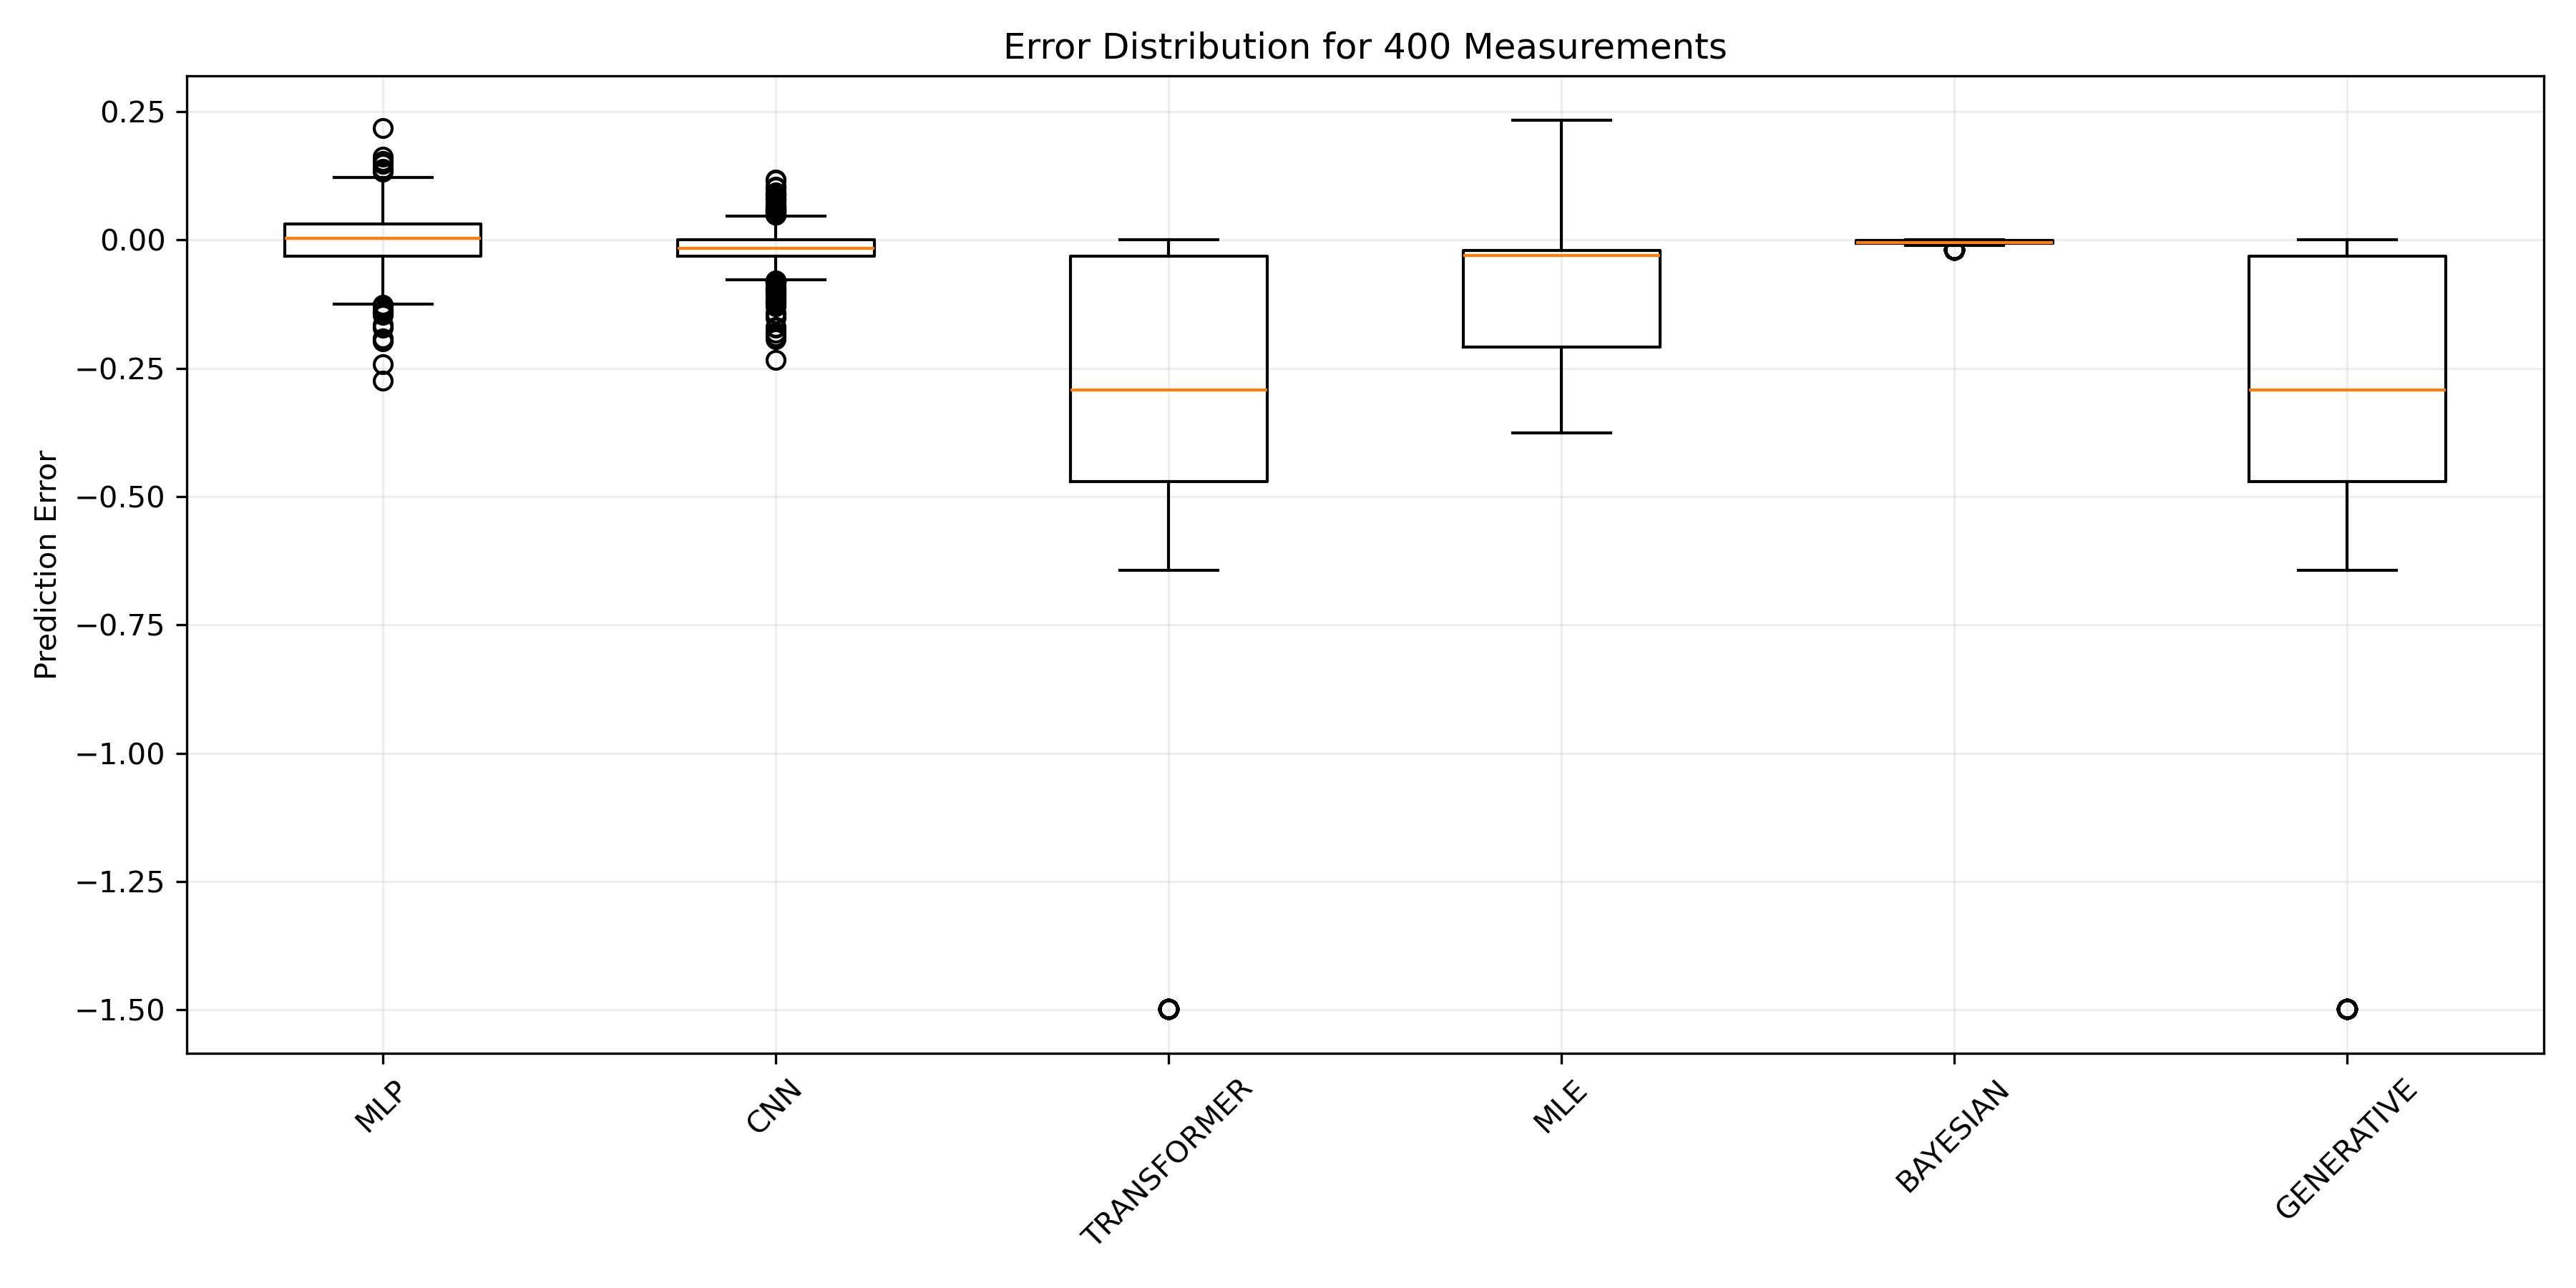 Error Distribution for 400 Measurements
Prediction Error
0.25
0.00
−0.25
−0.50
−0.75
−1.00
−1.25
−1.50
MLP
CNN
TRANSFORMER
MLE
BAYESIAN
GENERATIVE